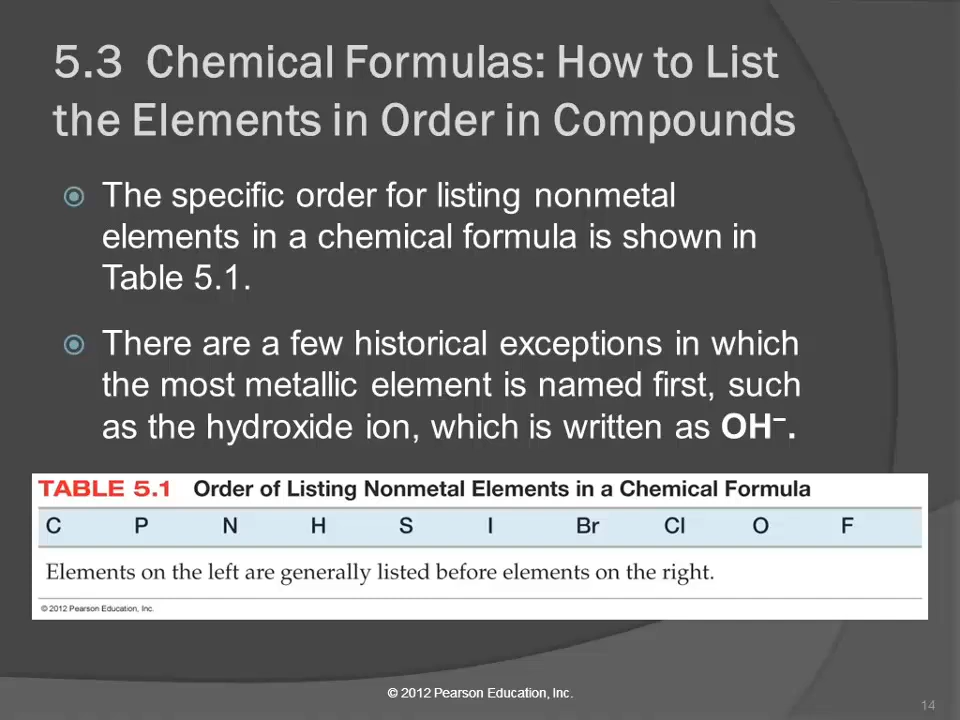 5.3 Chemical Formulas: How to List
the Elements in Order in Compounds
The specific order for listing nonmetal
elements in a chemical formula is shown in
Table 5.1.
There are a few historical exceptions in which
the most metallic element is named first, such
as the hydroxide ion, which is written as OH⁻.
TABLE 5.1 Order of Listing Nonmetal Elements in a Chemical Formula
C P N H S I Br Cl O F
Elements on the left are generally listed before elements on the right.
© 2012 Pearson Education, Inc.
© 2012 Pearson Education, Inc.
14